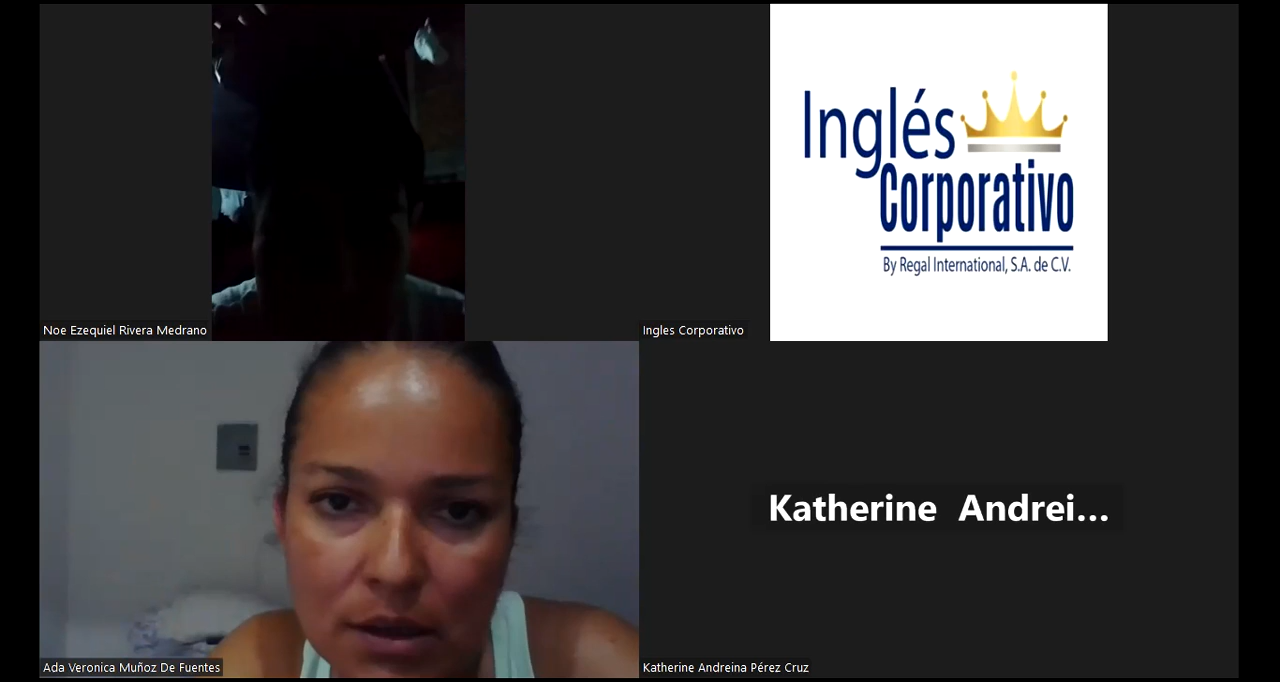 Inglés
Corporativo
By Regal International, S.A. de C.V.
Noe Ezequiel Rivera Medrano
Ingles Corporativo
Katherine Andrei...
Ada Veronica Muñoz De Fuentes
Katherine Andreina Pérez Cruz